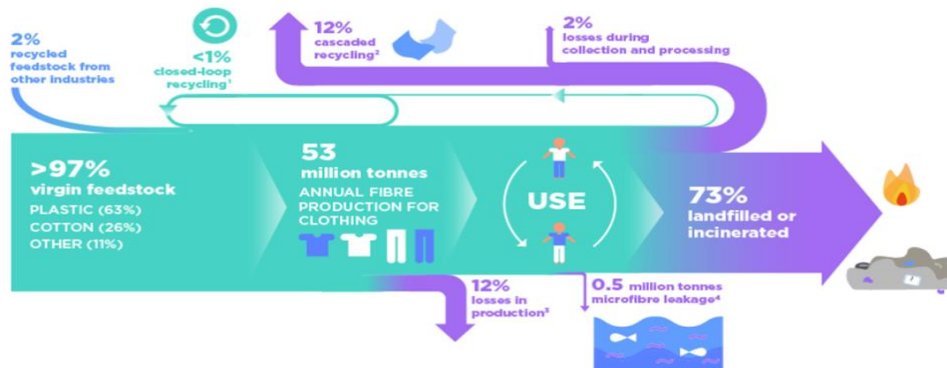 2%
recycled
feedstock from
other industries
<1%
closed-loop
recycling¹
12%
cascaded
recycling²
2%
losses during
collection and processing
>97%
virgin feedstock
PLASTIC (63%)
COTTON (26%)
OTHER (11%)
53
million tonnes
ANNUAL FIBRE
PRODUCTION FOR
CLOTHING
USE
73%
landfilled or
incinerated
12%
losses in
production³
0.5 million tonnes
microfibre leakage⁴